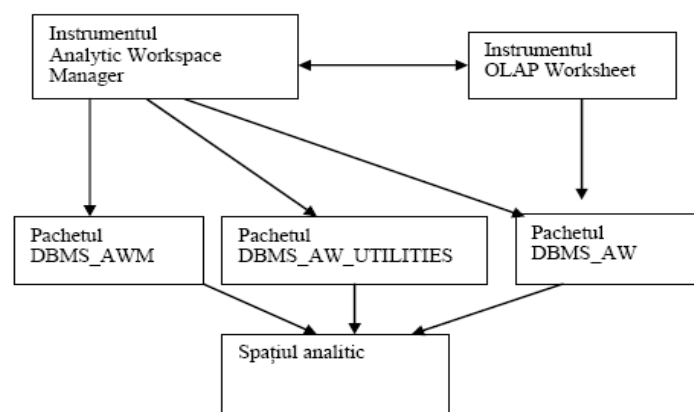 Instrumentul
Analytic Workspace
Manager
Instrumentul
OLAP Worksheet
Pachetul
DBMS_AWM
Pachetul
DBMS_AW_UTILITIES
Pachetul
DBMS_AW
Spațiul analitic